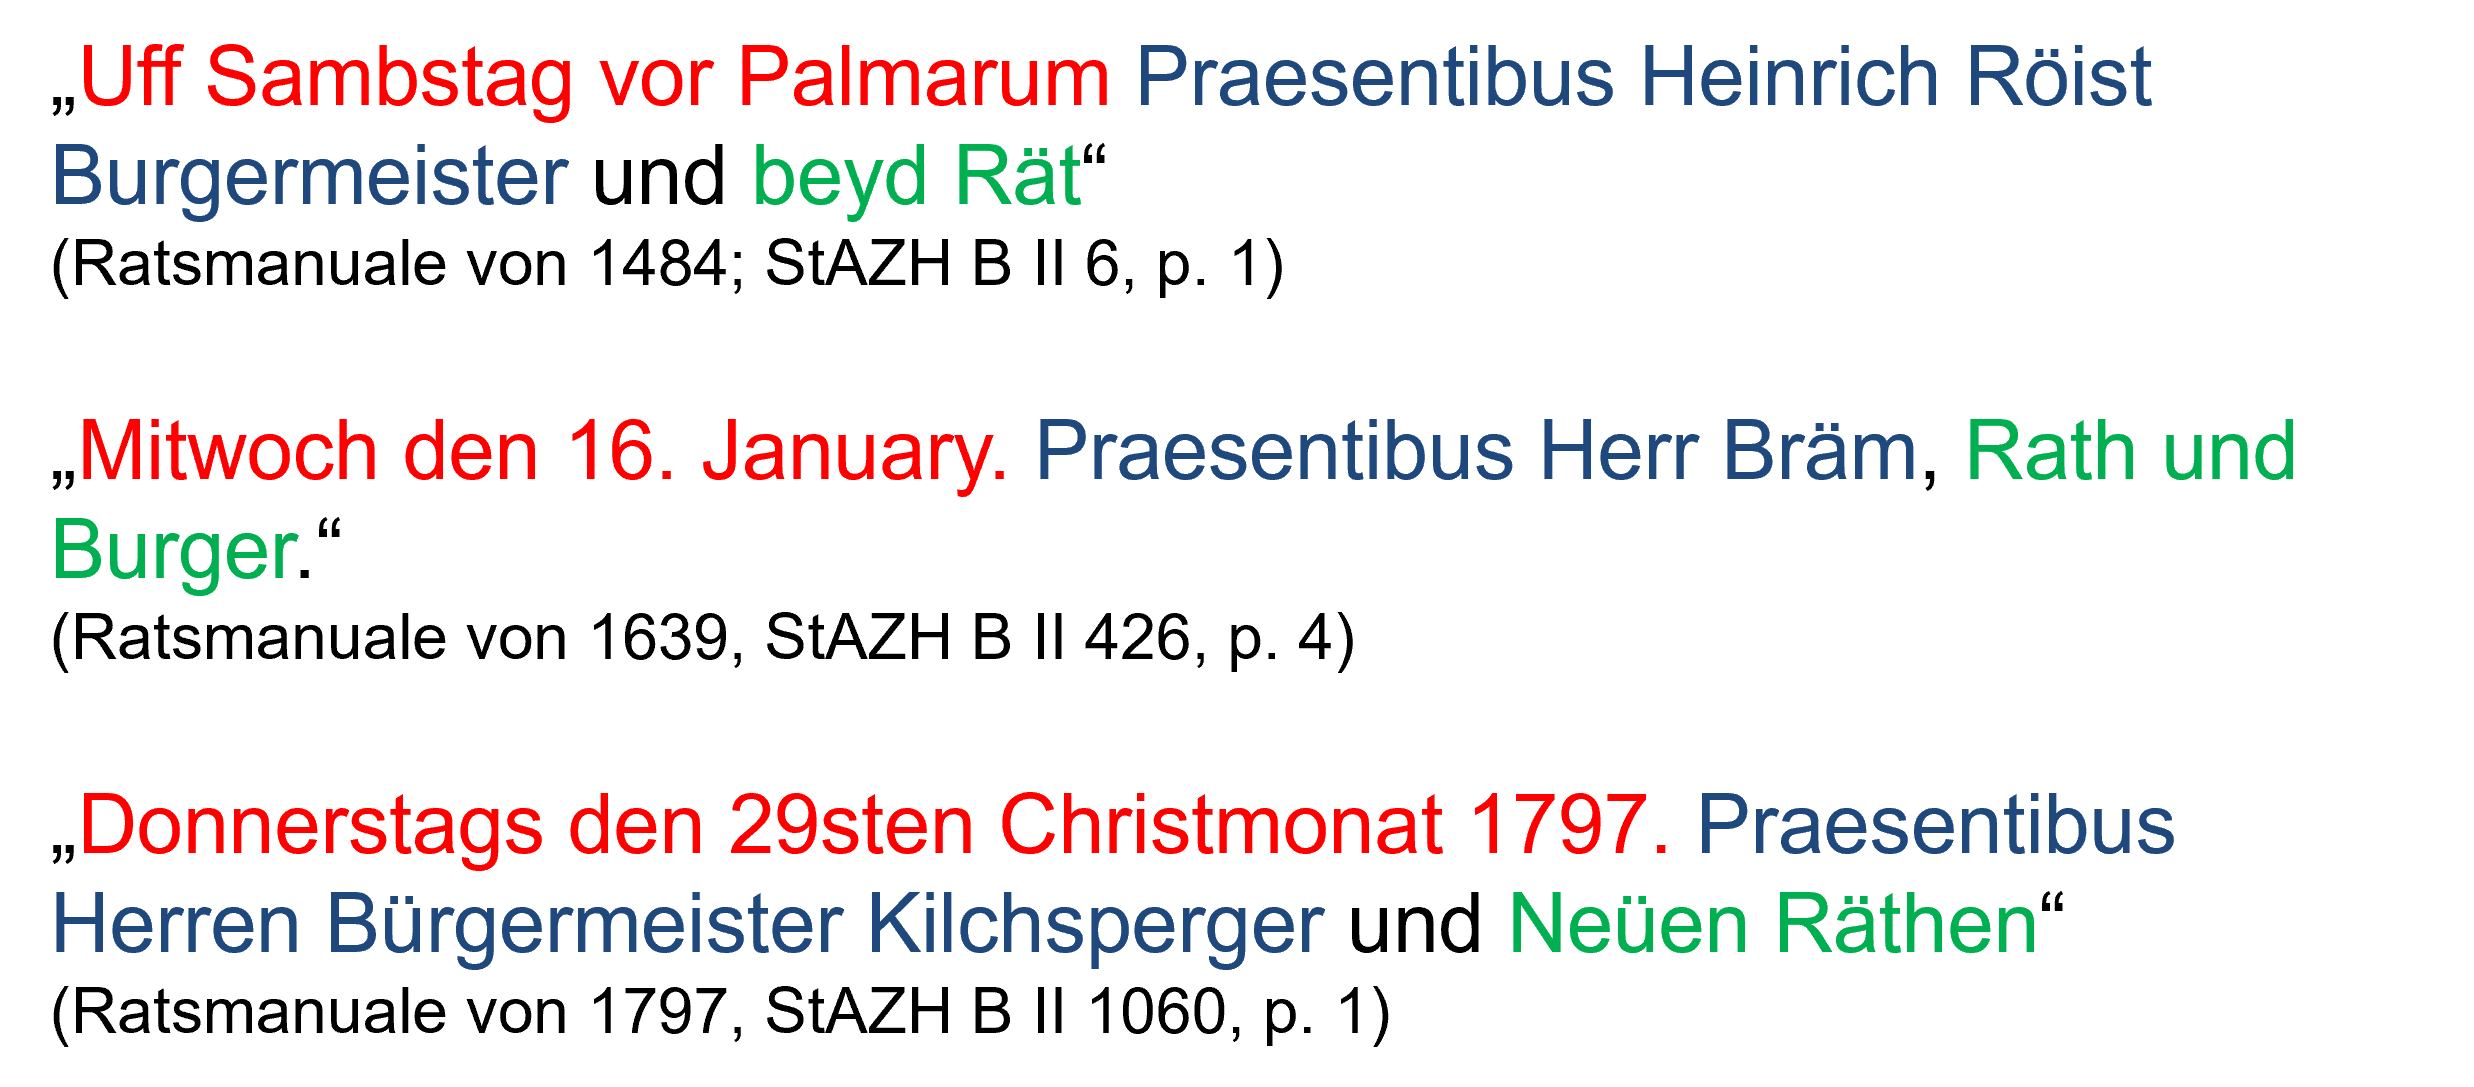 „Uff Sambstag vor Palmarum Praesentibus Heinrich Röist
Burgermeister und beyd Rät“
(Ratsmanuale von 1484; StAZH B II 6, p. 1)
„Mitwoch den 16. January. Praesentibus Herr Bräm, Rath und
Burger.“
(Ratsmanuale von 1639, StAZH B II 426, p. 4)
„Donnerstags den 29sten Christmonat 1797. Praesentibus
Herren Bürgermeister Kilchsperger und Neüen Räthen“
(Ratsmanuale von 1797, StAZH B II 1060, p. 1)